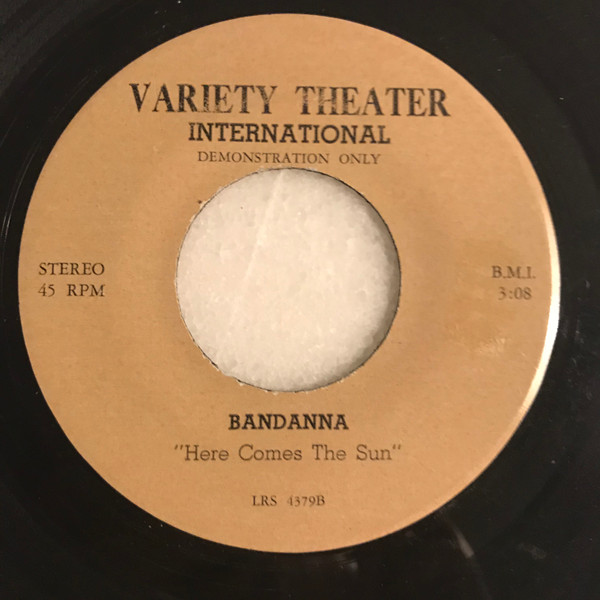 VARIETY THEATER
INTERNATIONAL
DEMONSTRATION ONLY
STEREO
45 RPM
B.M.I.
3:08
BANDANNA
"Here Comes The Sun"
LRS 4379B